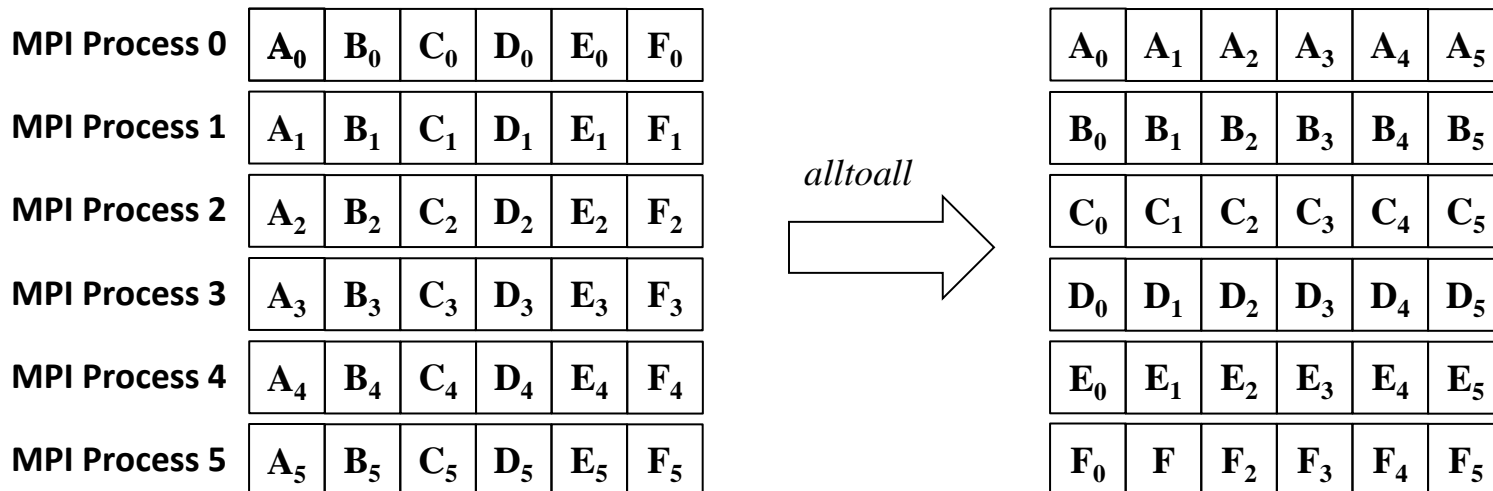 MPI Process 0 A₀ B₀ C₀ D₀ E₀ F₀ A₀ A₁ A₂ A₃ A₄ A₅
MPI Process 1 A₁ B₁ C₁ D₁ E₁ F₁ B₀ B₁ B₂ B₃ B₄ B₅
alltoall
MPI Process 2 A₂ B₂ C₂ D₂ E₂ F₂ C₀ C₁ C₂ C₃ C₄ C₅
MPI Process 3 A₃ B₃ C₃ D₃ E₃ F₃ D₀ D₁ D₂ D₃ D₄ D₅
MPI Process 4 A₄ B₄ C₄ D₄ E₄ F₄ E₀ E₁ E₂ E₃ E₄ E₅
MPI Process 5 A₅ B₅ C₅ D₅ E₅ F₅ F₀ F F₂ F₃ F₄ F₅